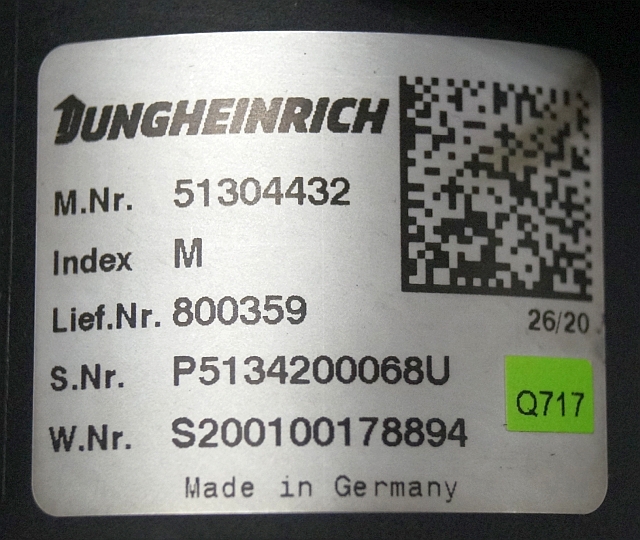 JUNGHEINRICH
M.Nr. 51304432
Index M
Lief.Nr. 800359
26/20
S.Nr. P5134200068U
Q717
W.Nr. S200100178894
Made in Germany